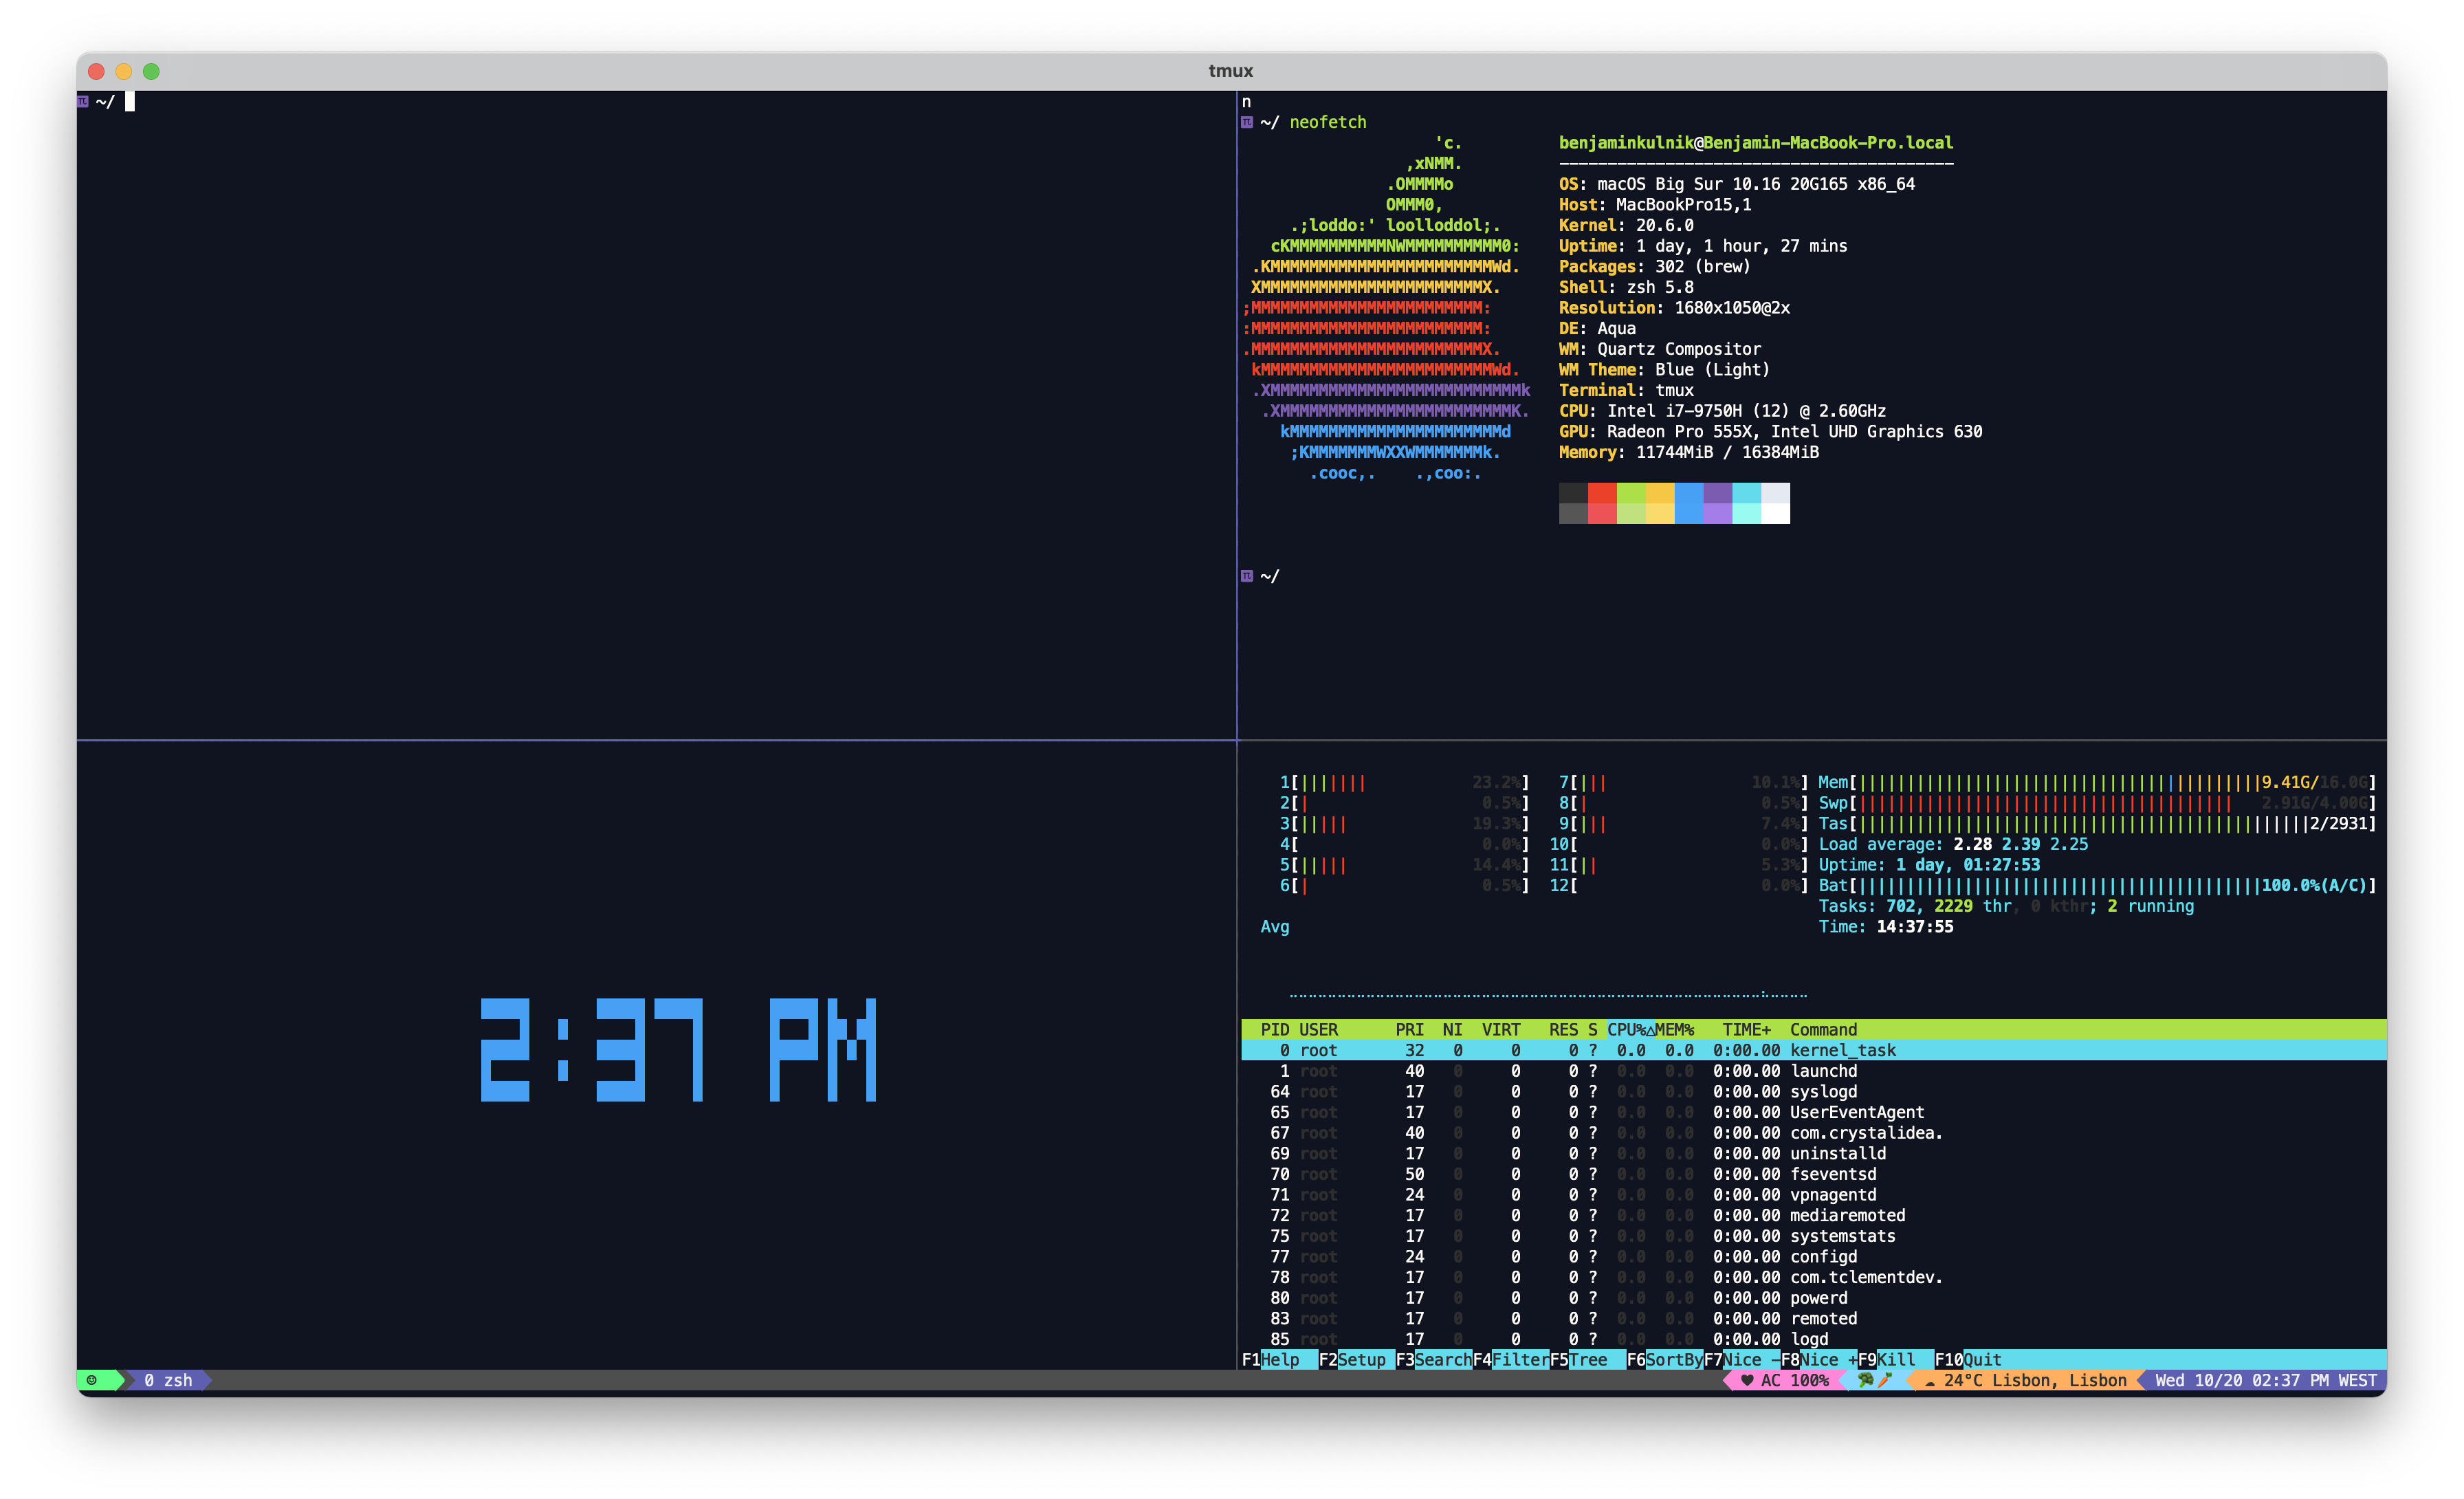 tmux
~/
n
~/ neofetch
'c.
,xNMM.
.OMMMMo
OMMM0,
.;loddo:' loolloddol;.
cKMMMMMMMMMMNWMMMMMMMMMM0:
.KMMMMMMMMMMMMMMMMMMMMMMMWd.
XMMMMMMMMMMMMMMMMMMMMMMMX.
;MMMMMMMMMMMMMMMMMMMMMMMM:
:MMMMMMMMMMMMMMMMMMMMMMMM:
.MMMMMMMMMMMMMMMMMMMMMMMMX.
kMMMMMMMMMMMMMMMMMMMMMMMMWd.
.XMMMMMMMMMMMMMMMMMMMMMMMMMMk
.XMMMMMMMMMMMMMMMMMMMMMMMMK.
kMMMMMMMMMMMMMMMMMMMMMMd
;KMMMMMMMWXXWMMMMMMMk.
.cooc,. .,coo:.
benjaminkulnik@Benjamin-MacBook-Pro.local
-----------------------------------------
OS: macOS Big Sur 10.16 20G165 x86_64
Host: MacBookPro15,1
Kernel: 20.6.0
Uptime: 1 day, 1 hour, 27 mins
Packages: 302 (brew)
Shell: zsh 5.8
Resolution: 1680x1050@2x
DE: Aqua
WM: Quartz Compositor
WM Theme: Blue (Light)
Terminal: tmux
CPU: Intel i7-9750H (12) @ 2.60GHz
GPU: Radeon Pro 555X, Intel UHD Graphics 630
Memory: 11744MiB / 16384MiB
~/
2:37 PM
1[||||||| 23.2%] 7[||| 10.1%] Mem[9.41G/16.0G]
2[| 0.5%] 8[| 0.5%] Swp[2.91G/4.00G]
3[||||| 19.3%] 9[||| 7.4%] Tas[2/2931]
4[ 0.0%] 10[ 0.0%] Load average: 2.28 2.39 2.25
5[||||| 14.4%] 11[|| 5.3%] Uptime: 1 day, 01:27:53
6[| 0.5%] 12[ 0.0%] Bat[100.0%(A/C)]
Tasks: 702, 2229 thr, 0 kthr; 2 running
Avg Time: 14:37:55
PID USER PRI NI VIRT RES S CPU%△MEM% TIME+ Command
0 root 32 0 0 0 ? 0.0 0.0 0:00.00 kernel_task
1 root 40 0 0 0 ? 0.0 0.0 0:00.00 launchd
64 root 17 0 0 0 ? 0.0 0.0 0:00.00 syslogd
65 root 17 0 0 0 ? 0.0 0.0 0:00.00 UserEventAgent
67 root 40 0 0 0 ? 0.0 0.0 0:00.00 com.crystalidea.
69 root 17 0 0 0 ? 0.0 0.0 0:00.00 uninstalld
70 root 50 0 0 0 ? 0.0 0.0 0:00.00 fseventsd
71 root 24 0 0 0 ? 0.0 0.0 0:00.00 vpnagentd
72 root 17 0 0 0 ? 0.0 0.0 0:00.00 mediaremoted
75 root 17 0 0 0 ? 0.0 0.0 0:00.00 systemstats
77 root 24 0 0 0 ? 0.0 0.0 0:00.00 configd
78 root 17 0 0 0 ? 0.0 0.0 0:00.00 com.tclementdev.
80 root 17 0 0 0 ? 0.0 0.0 0:00.00 powerd
83 root 17 0 0 0 ? 0.0 0.0 0:00.00 remoted
85 root 17 0 0 0 ? 0.0 0.0 0:00.00 logd
F1Help F2Setup F3SearchF4FilterF5Tree F6SortByF7Nice -F8Nice +F9Kill F10Quit
☺ 0 zsh ♥ AC 100% 🥦🥕 ☁ 24°C Lisbon, Lisbon Wed 10/20 02:37 PM WEST